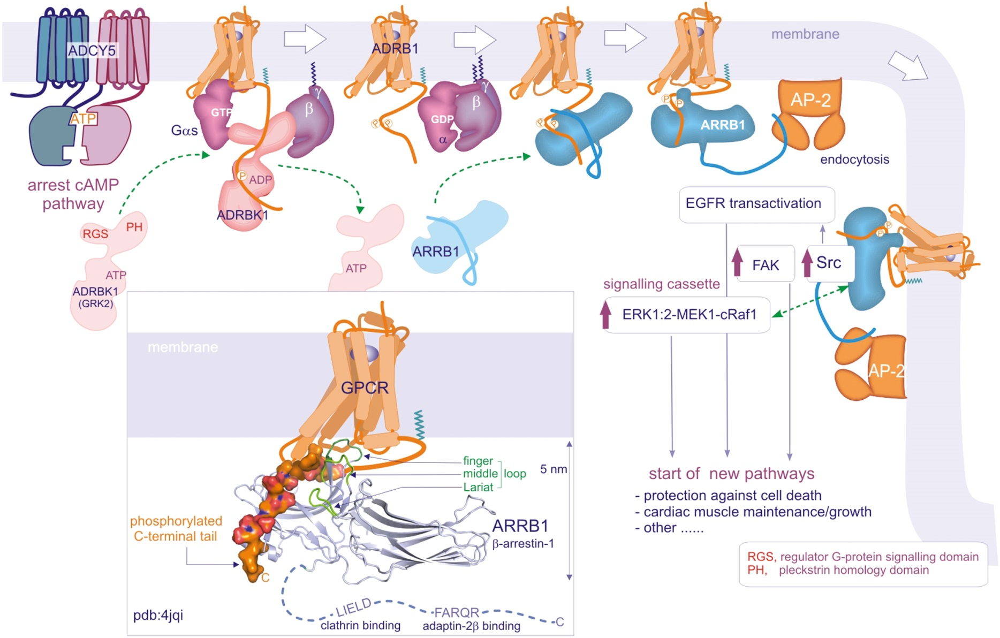 ADCY5
ATP
arrest cAMP
pathway
RGS
PH
ATP
ADRBK1
(GRK2)
GTP
Gαs
β
γ
P
ADP
ADRBK1
ADRB1
P P
GDP
α
β
γ
ATP
ARRB1
P P
P P
ARRB1
membrane
AP-2
endocytosis
EGFR transactivation
FAK
Src
P P
signalling cassette
ERK1:2-MEK1-cRaf1
AP-2
start of new pathways
- protection against cell death
- cardiac muscle maintenance/growth
- other ......
RGS, regulator G-protein signalling domain
PH, pleckstrin homology domain
membrane
GPCR
finger
middle loop
Lariat
5 nm
phosphorylated
C-terminal tail
C
ARRB1
β-arrestin-1
LIELD
FARQR
C
clathrin binding
adaptin-2β binding
pdb:4jqi